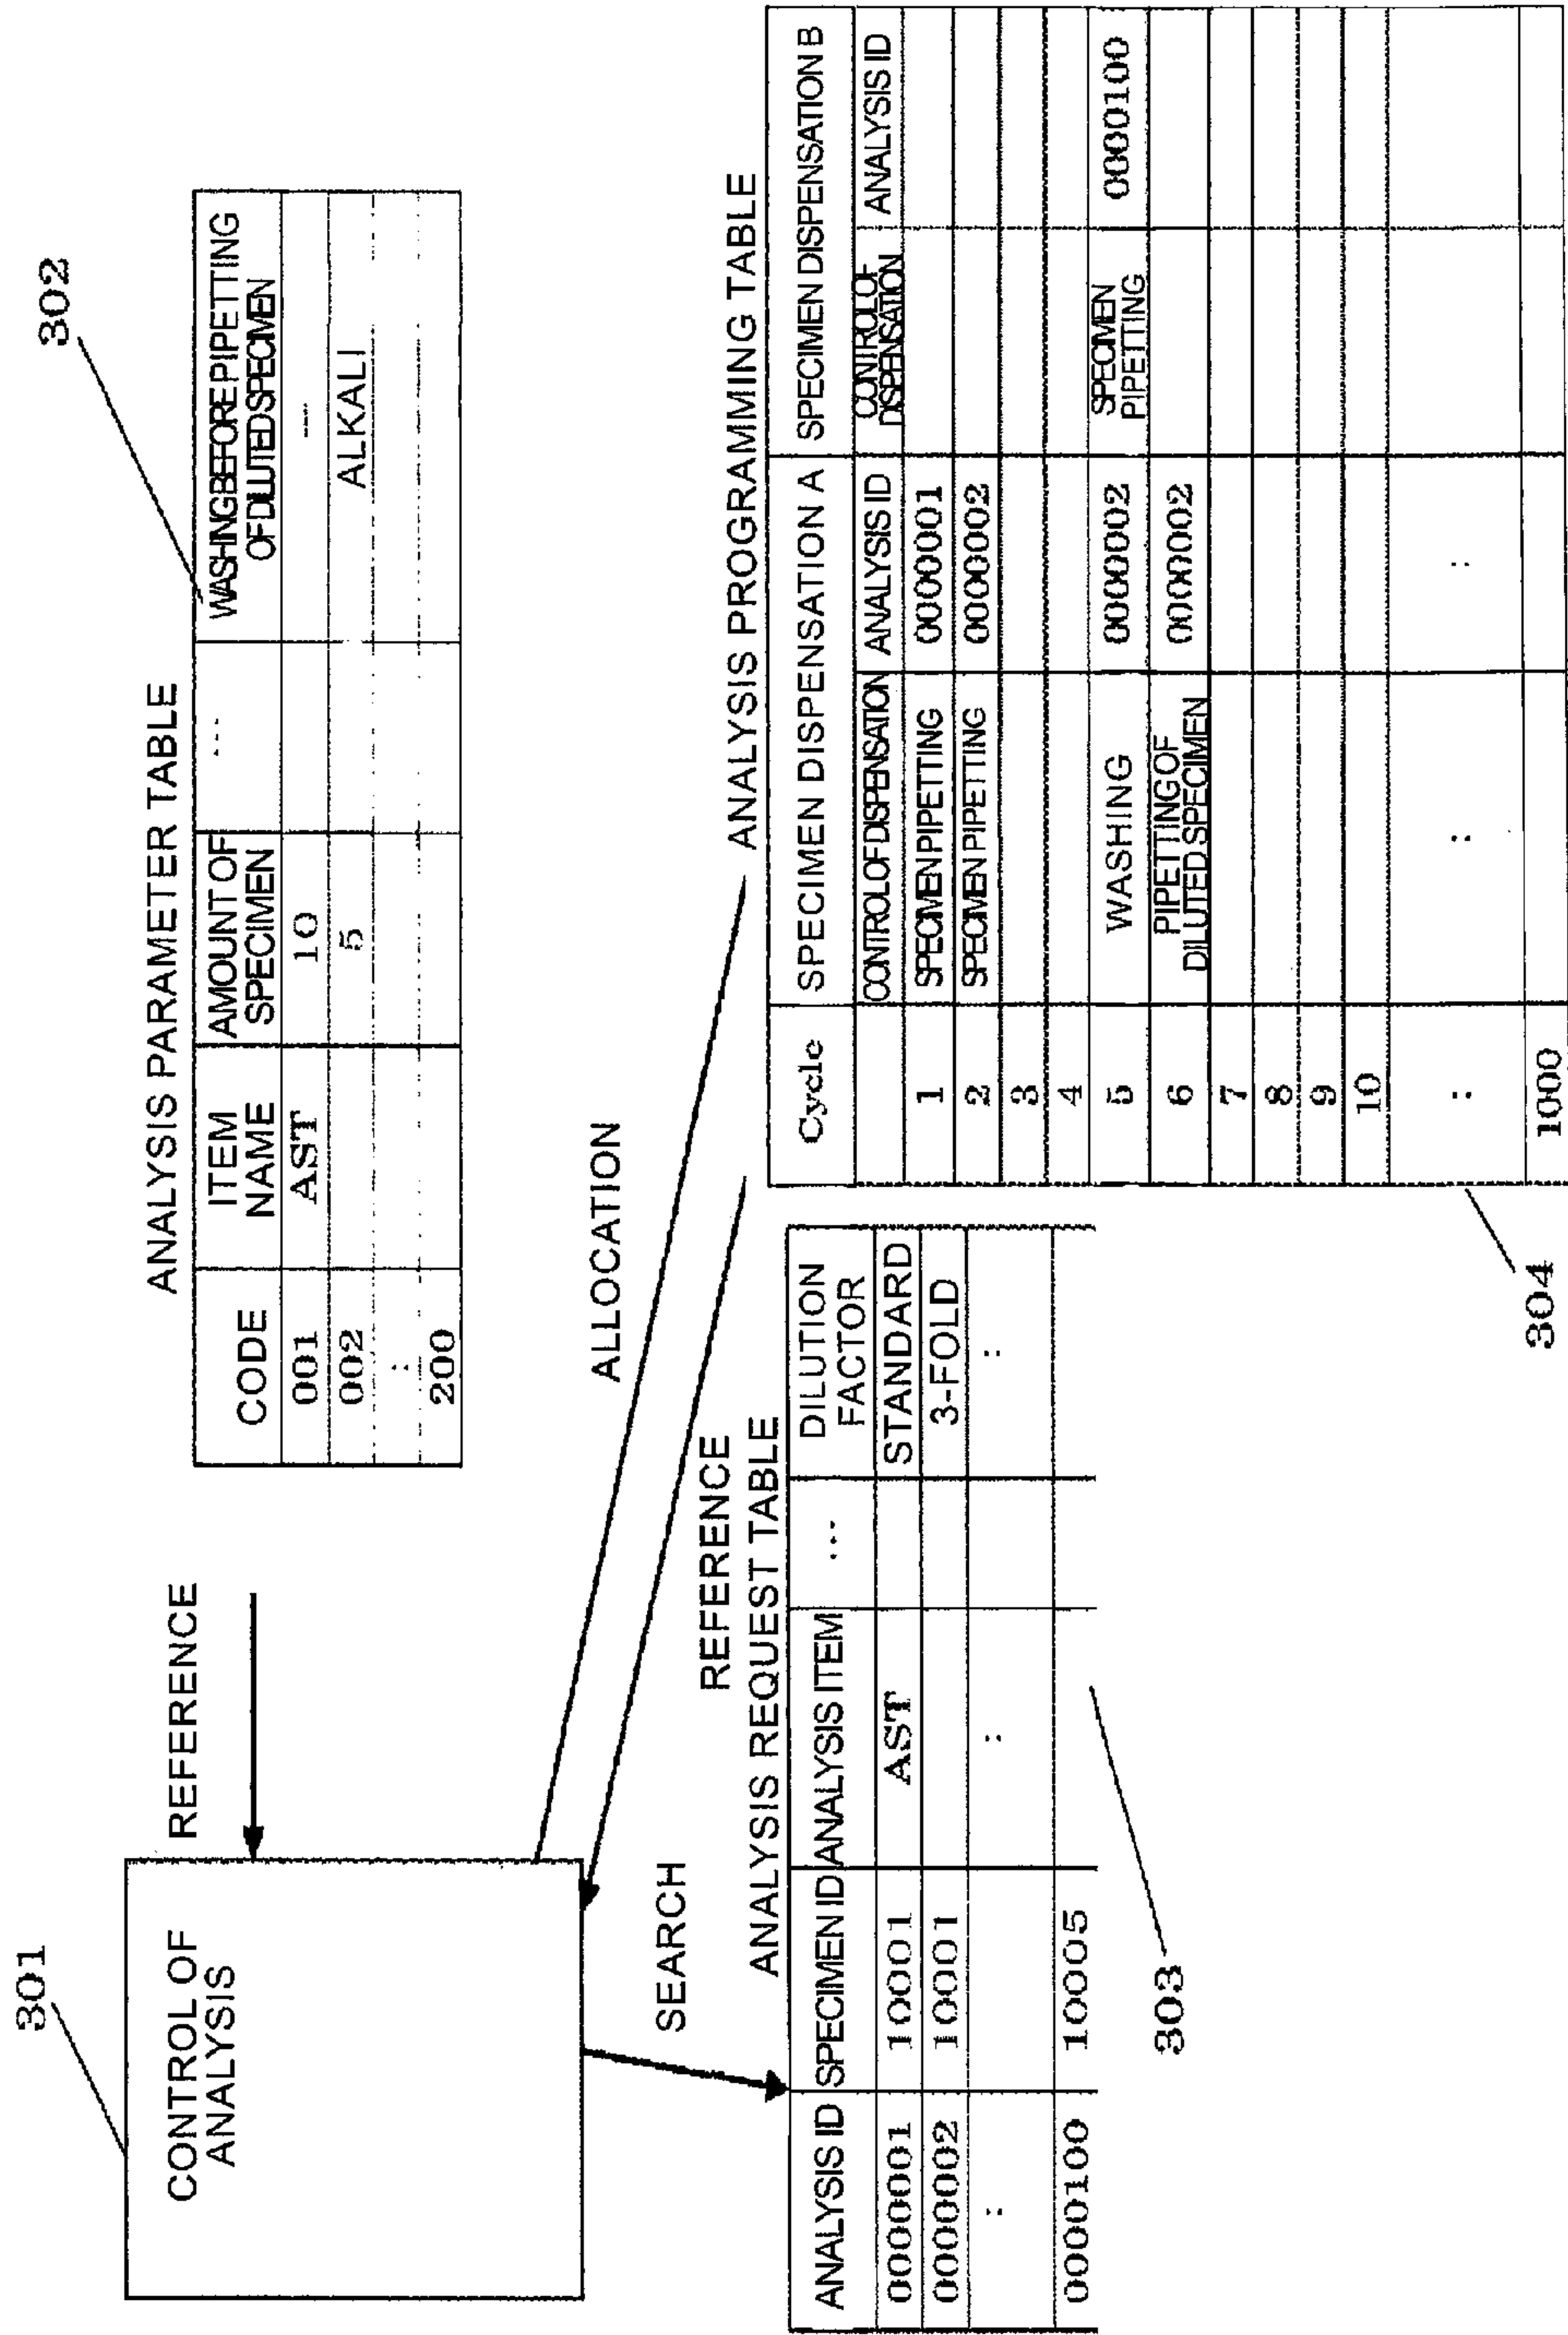 301
CONTROL OF
ANALYSIS
REFERENCE
302
ANALYSIS PARAMETER TABLE
CODE ITEM NAME AMOUNT OF SPECIMEN ... WASHING BEFORE PIPETTING OF DILUTED SPECIMEN
001 AST 10 ---
002 5 ALKALI
:
200
ALLOCATION
REFERENCE
SEARCH
ANALYSIS REQUEST TABLE
ANALYSIS ID SPECIMEN ID ANALYSIS ITEM ... DILUTION FACTOR
0000001 10001 AST STANDARD
0000002 10001 3-FOLD
: : :
0000100 10005
303
ANALYSIS PROGRAMMING TABLE
Cycle SPECIMEN DISPENSATION A SPECIMEN DISPENSATION B
CONTROL OF DISPENSATION ANALYSIS ID CONTROL OF DISPENSATION ANALYSIS ID
1 SPECIMEN PIPETTING 0000001
2 SPECIMEN PIPETTING 0000002
3
4
5 WASHING 0000002 SPECIMEN PIPETTING 0000100
6 PIPETTING OF DILUTED SPECIMEN 0000002
7
8
9
10
: : :
1000
304